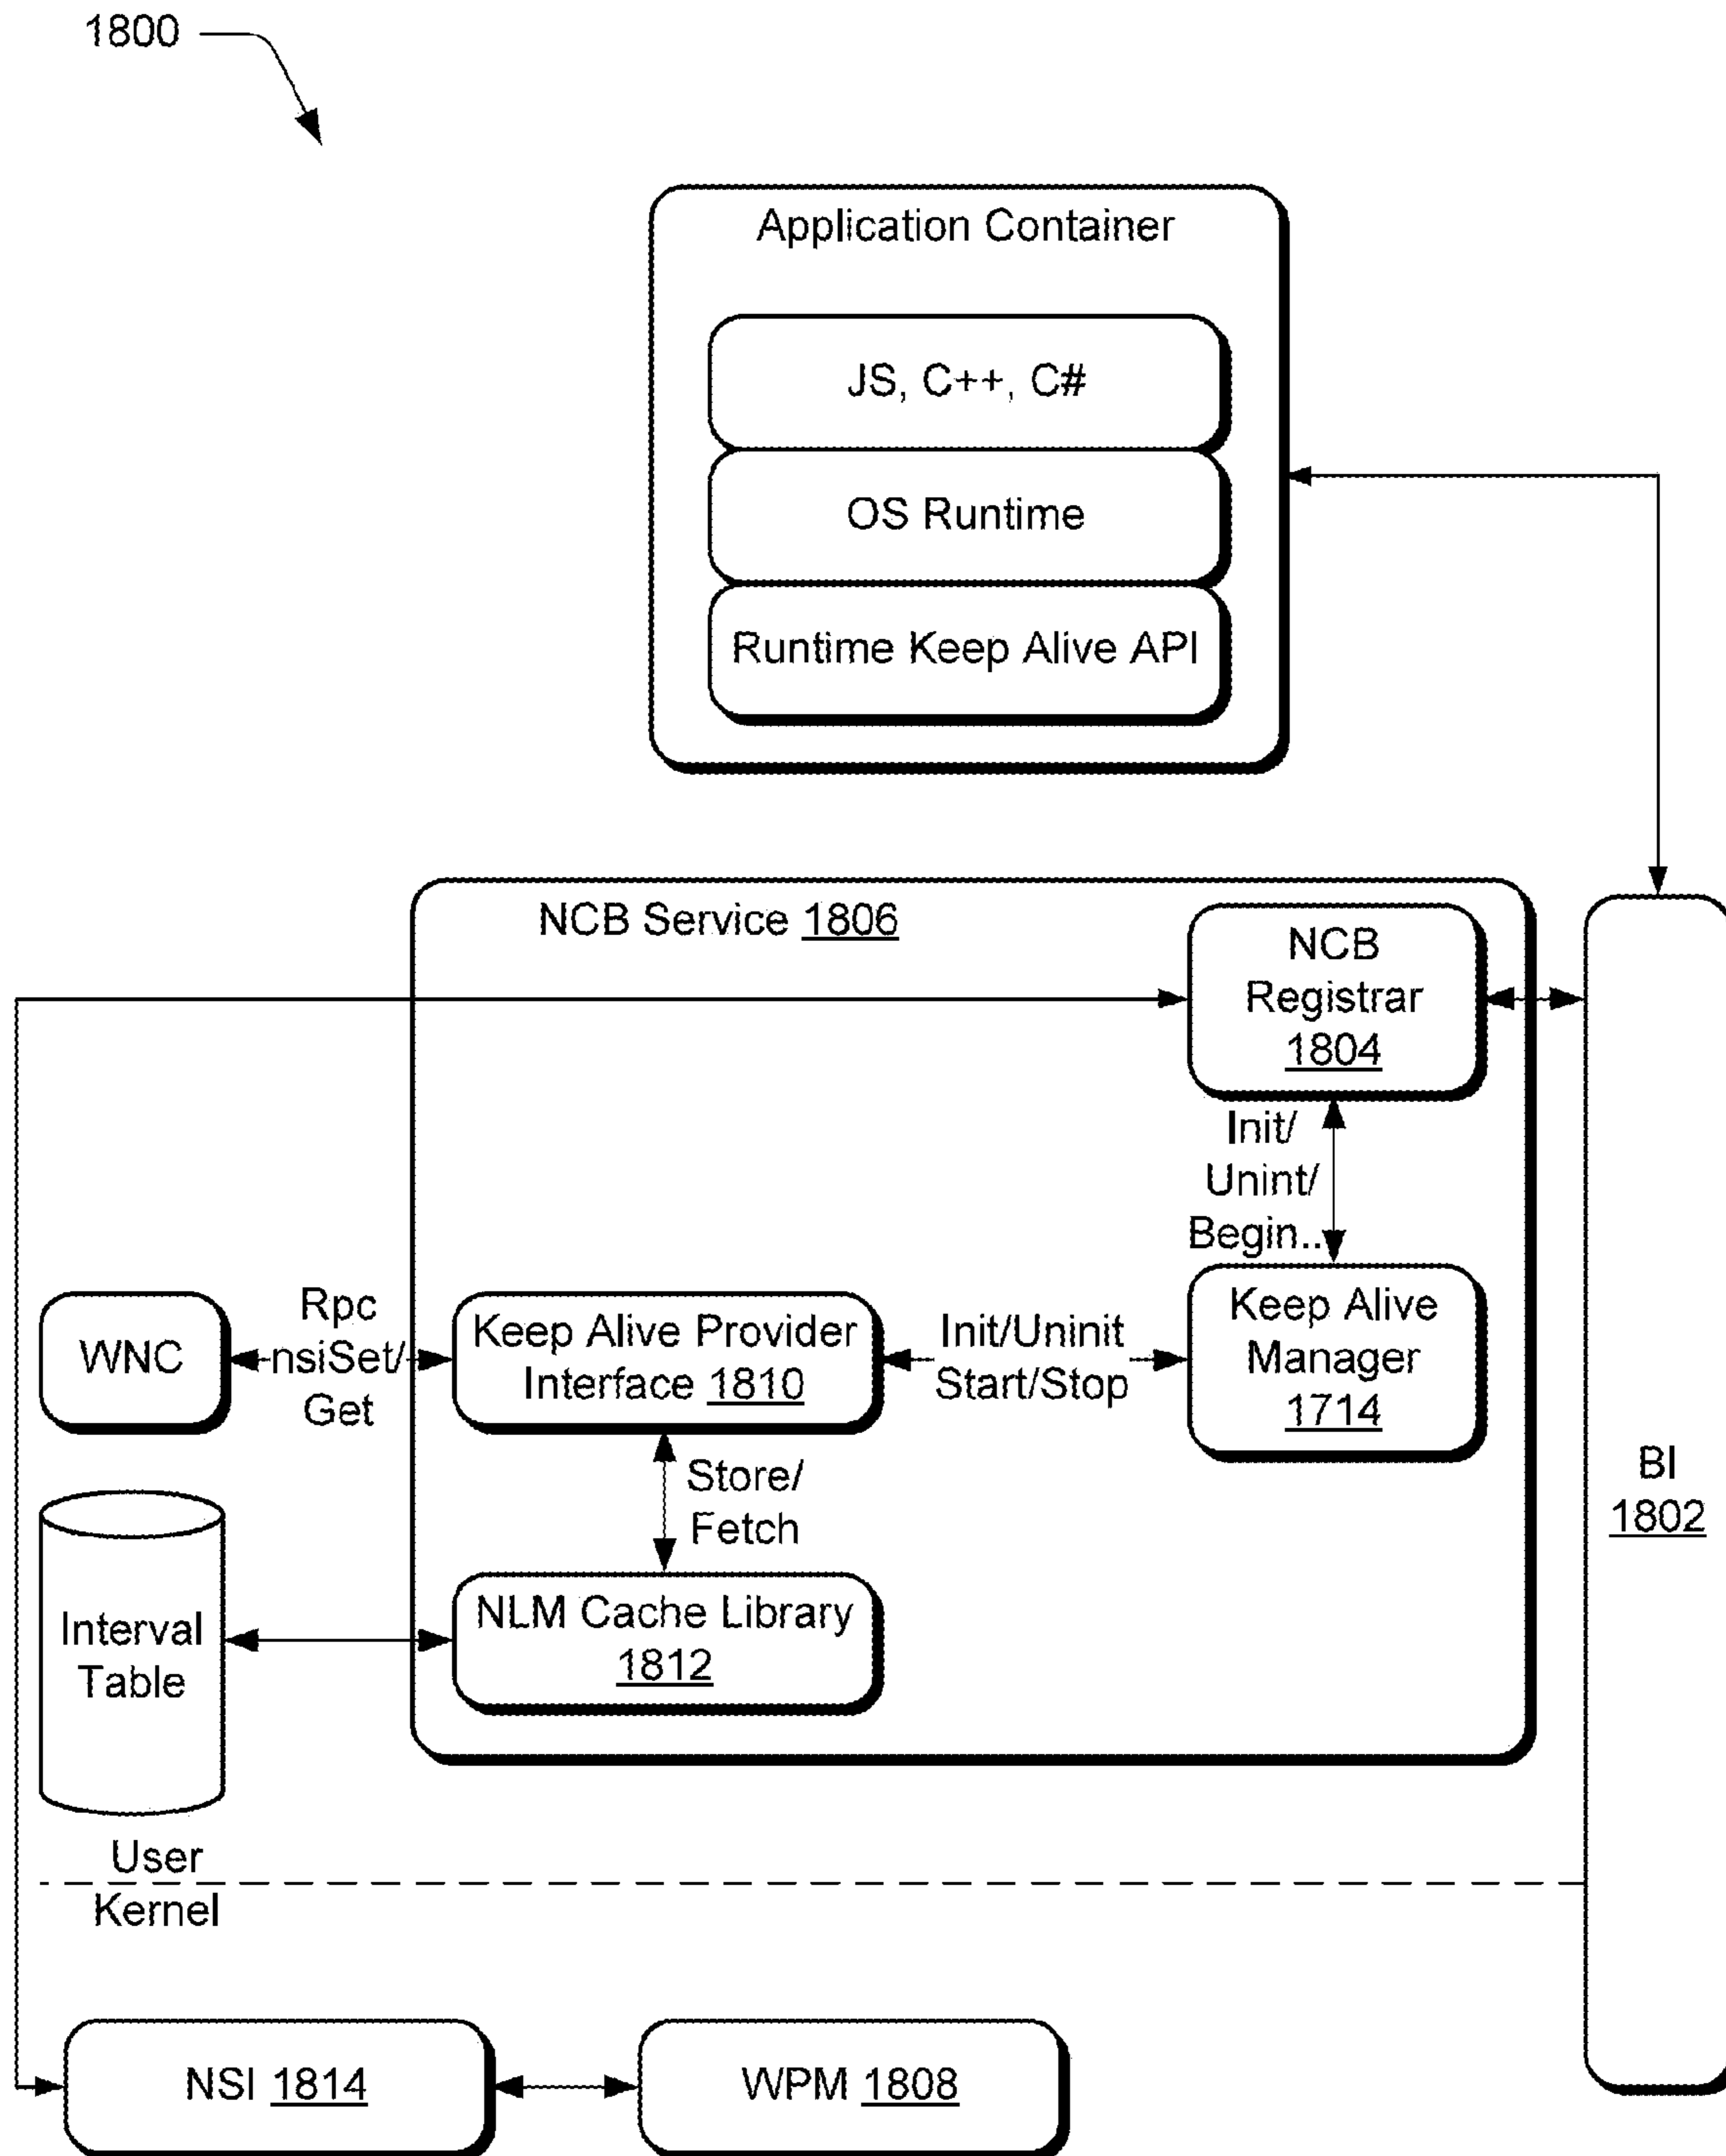 1800
Application Container
JS, C++, C#
OS Runtime
Runtime Keep Alive API
NCB Service 1806
NCB
Registrar
1804
Init/
Unint/
Begin..
Rpc
nsiSet/
Get
WNC
Keep Alive Provider
Interface 1810
Init/Uninit
Start/Stop
Keep Alive
Manager
1714
BI
1802
Store/
Fetch
Interval
Table
NLM Cache Library
1812
User
Kernel
NSI 1814
WPM 1808